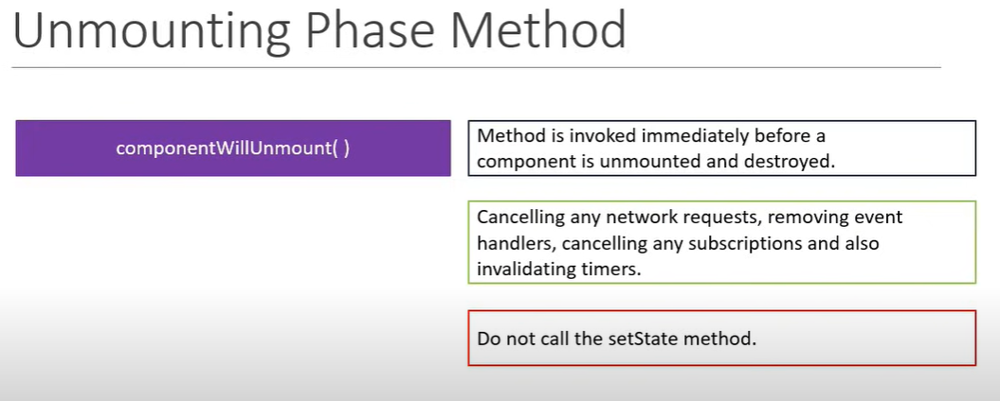 Unmounting Phase Method
componentWillUnmount( )
Method is invoked immediately before a
component is unmounted and destroyed.
Cancelling any network requests, removing event
handlers, cancelling any subscriptions and also
invalidating timers.
Do not call the setState method.